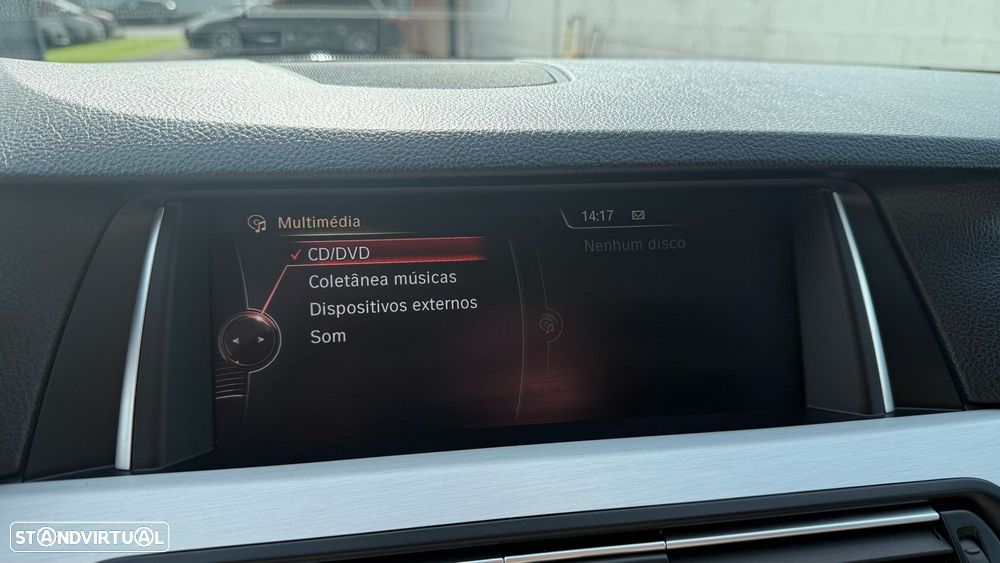 Multimédia
14:17
CD/DVD
Nenhum disco
Coletânea músicas
Dispositivos externos
Som
STANDVIRTUAL